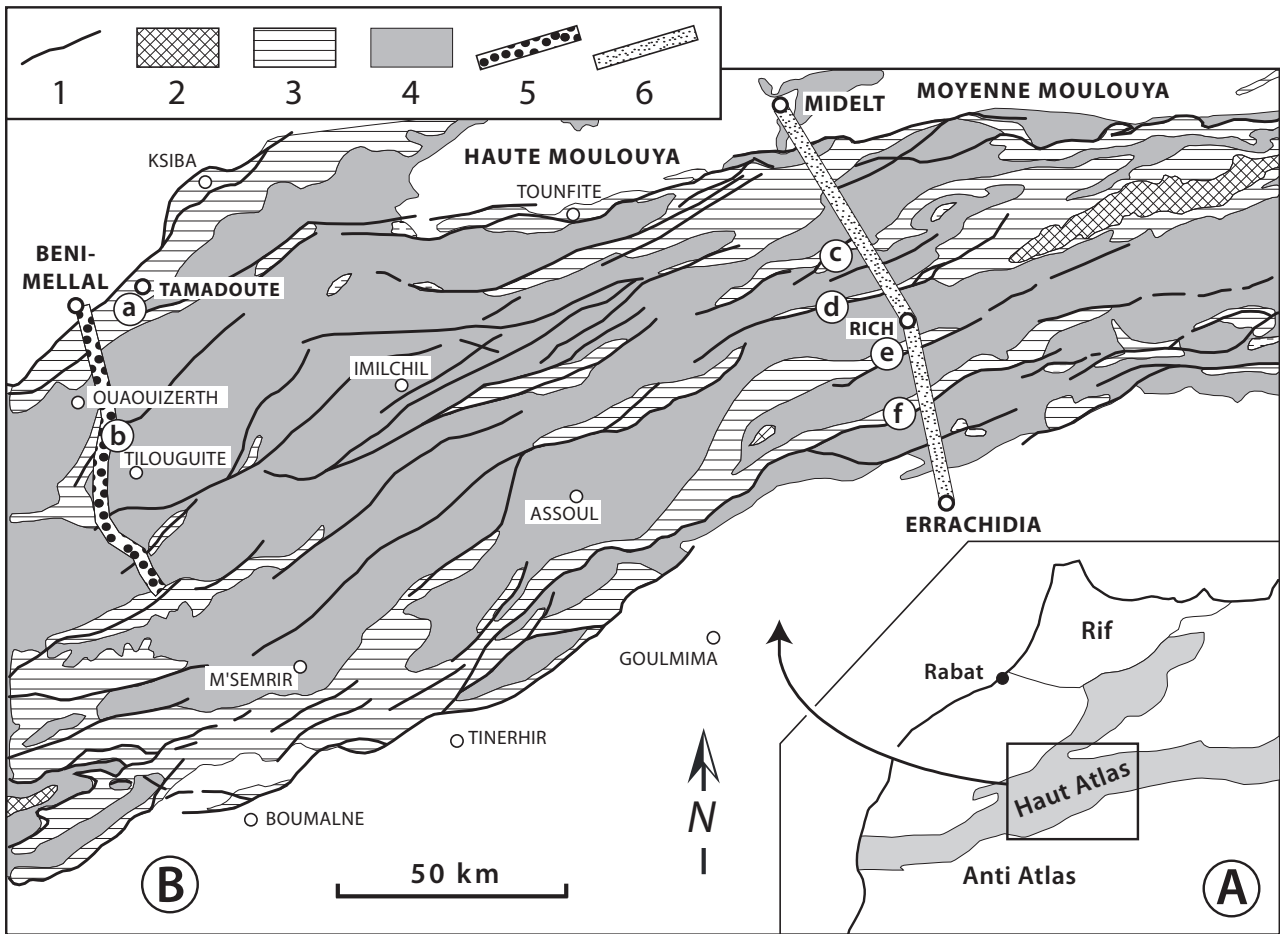 1 2 3 4 5 6
MIDELT
MOYENNE MOULOUYA
KSIBA
HAUTE MOULOUYA
TOUNFITE
BENI-
MELLAL
TAMADOUTE
a
c
d
RICH
e
IMILCHIL
OUAOUIZERTH
b
f
TILOUGUITE
ASSOUL
ERRACHIDIA
GOULMIMA
M'SEMRIR
TINERHIR
BOUMALNE
N
50 km
B
Rif
Rabat
Haut Atlas
Anti Atlas
A